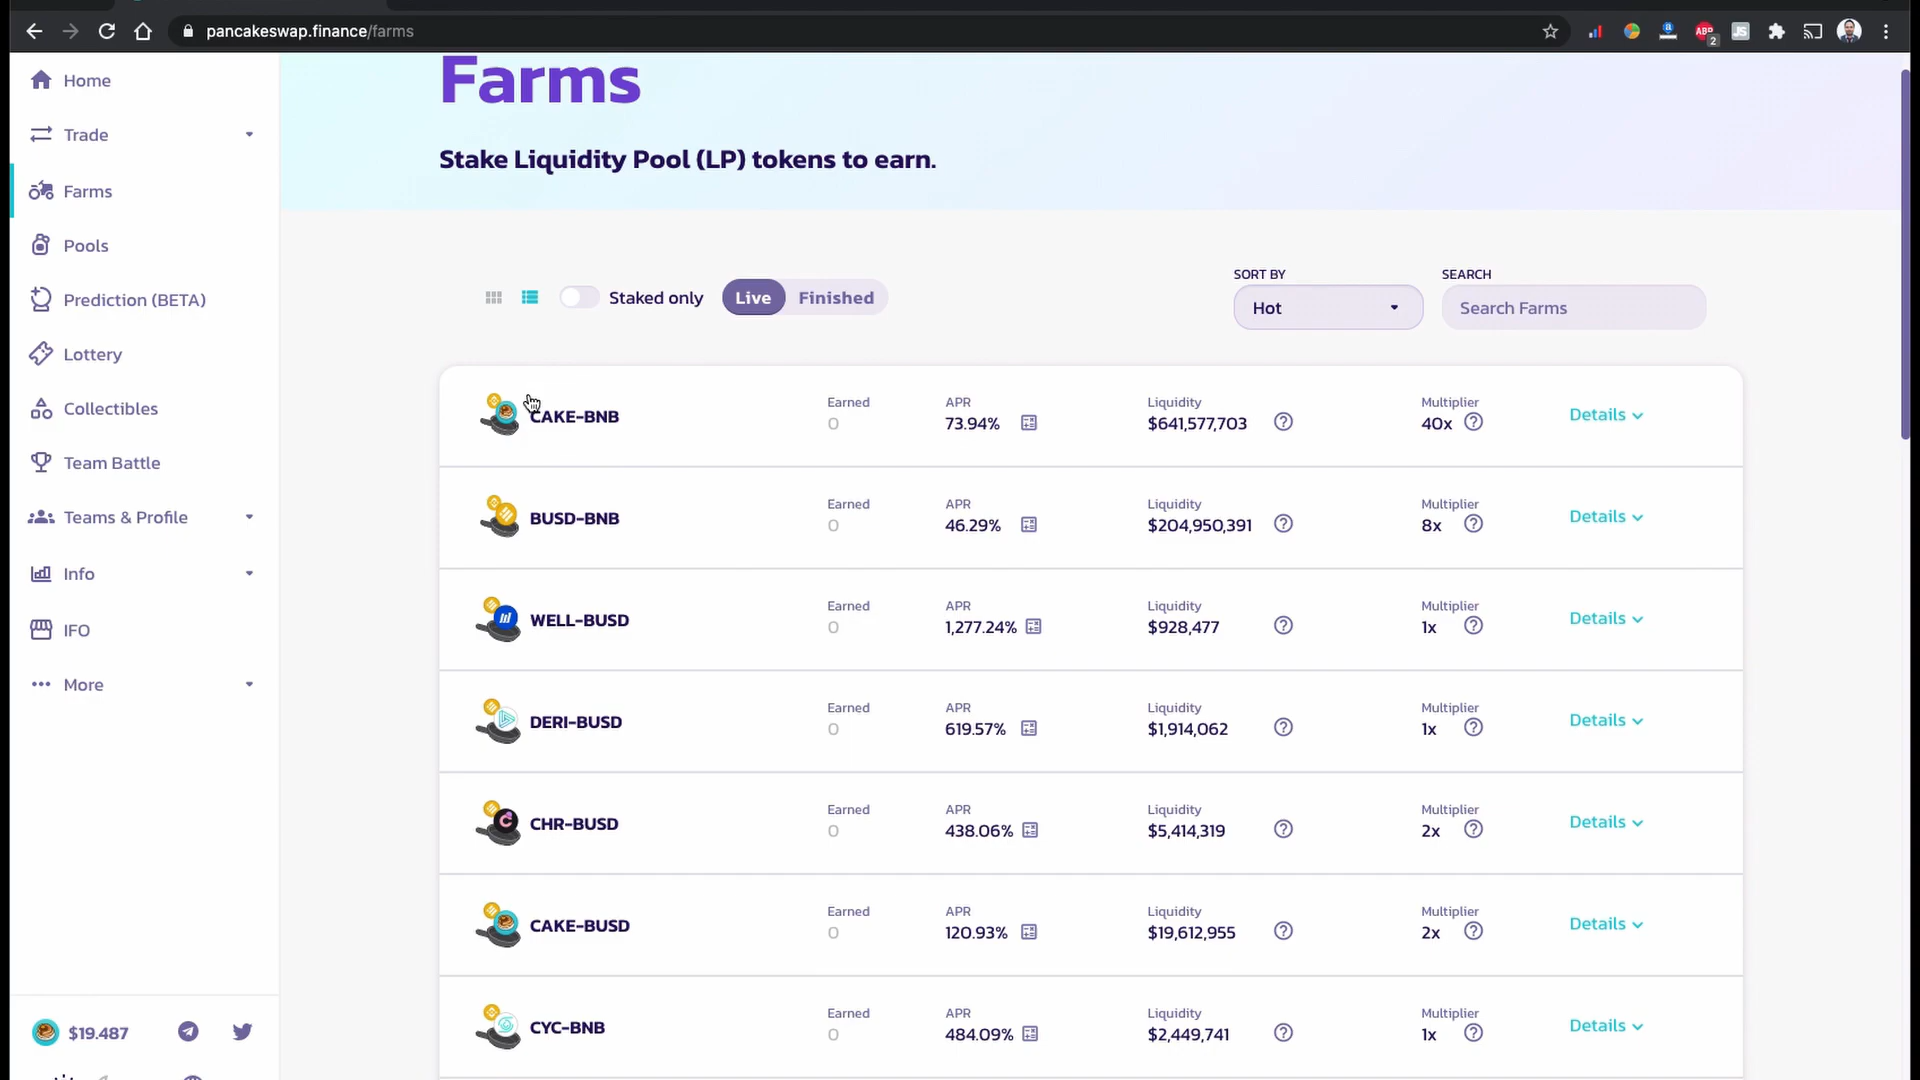 pancakeswap.finance/farms
ABP
2
JS
Home
Trade
Farms
Pools
Prediction (BETA)
Lottery
Collectibles
Team Battle
Teams & Profile
Info
IFO
More
$19.487
Farms
Stake Liquidity Pool (LP) tokens to earn.
Staked only
Live Finished
SORT BY
Hot
SEARCH
Search Farms
CAKE-BNB
Earned
0
APR
73.94%
Liquidity
$641,577,703
Multiplier
40x
Details
BUSD-BNB
Earned
0
APR
46.29%
Liquidity
$204,950,391
Multiplier
8x
Details
WELL-BUSD
Earned
0
APR
1,277.24%
Liquidity
$928,477
Multiplier
1x
Details
DERI-BUSD
Earned
0
APR
619.57%
Liquidity
$1,914,062
Multiplier
1x
Details
CHR-BUSD
Earned
0
APR
438.06%
Liquidity
$5,414,319
Multiplier
2x
Details
CAKE-BUSD
Earned
0
APR
120.93%
Liquidity
$19,612,955
Multiplier
2x
Details
CYC-BNB
Earned
0
APR
484.09%
Liquidity
$2,449,741
Multiplier
1x
Details